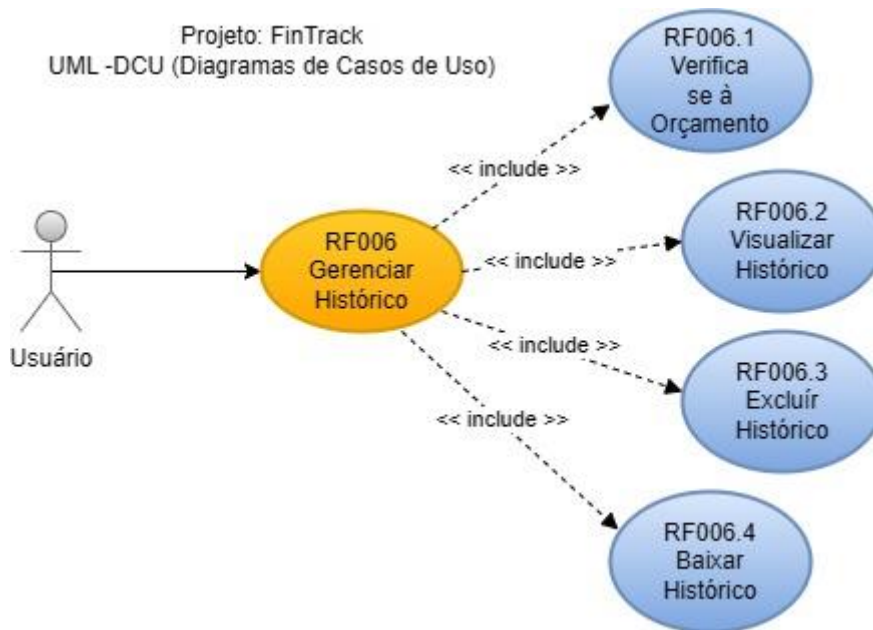 Projeto: FinTrack
UML -DCU (Diagramas de Casos de Uso)
RF006.1
Verifica
se à
Orçamento
<< include >>
RF006.2
Visualizar
Histórico
<< include >>
RF006
Gerenciar
Histórico
Usuário
<< include >>
RF006.3
Excluír
Histórico
<< include >>
RF006.4
Baixar
Histórico